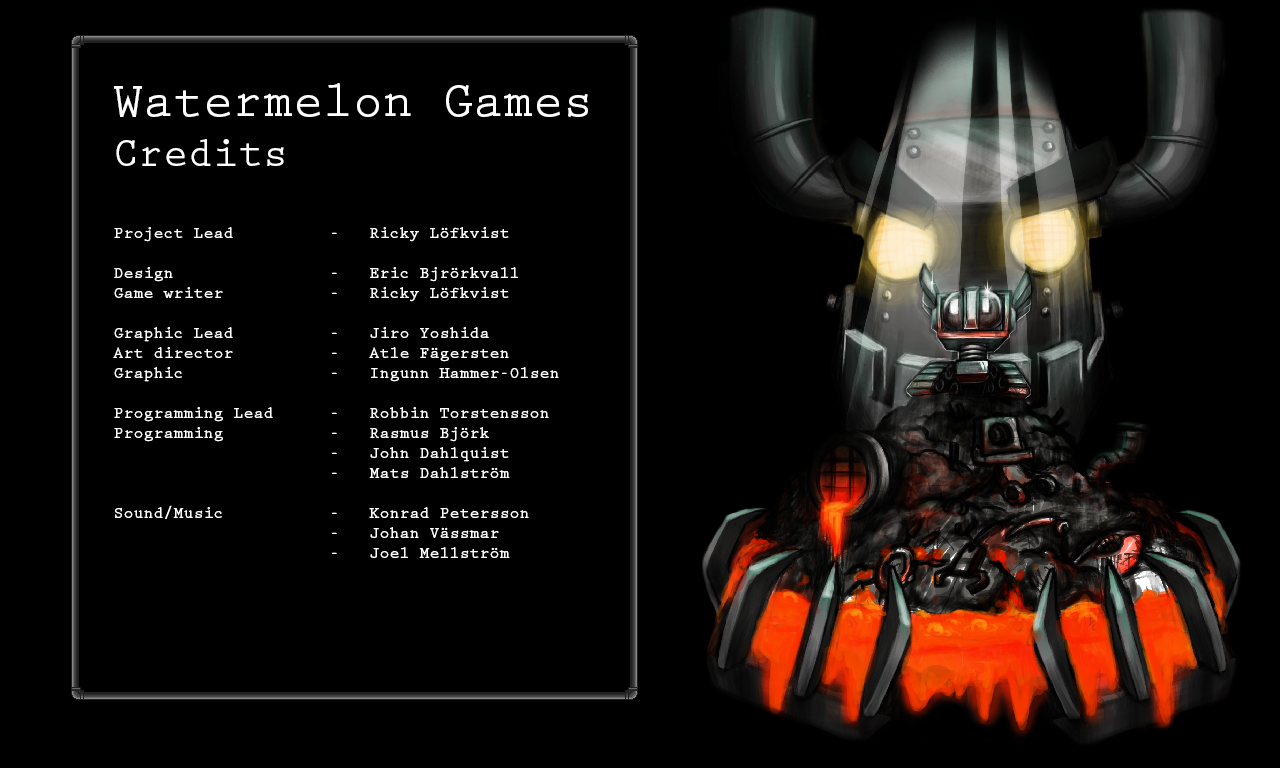 Watermelon Games
Credits
Project Lead - Ricky Löfkvist
Design - Eric Bjrörkvall
Game writer - Ricky Löfkvist
Graphic Lead - Jiro Yoshida
Art director - Atle Fägersten
Graphic - Ingunn Hammer-Olsen
Programming Lead - Robbin Torstensson
Programming - Rasmus Björk
- John Dahlquist
- Mats Dahlström
Sound/Music - Konrad Petersson
- Johan Vässmar
- Joel Mellström